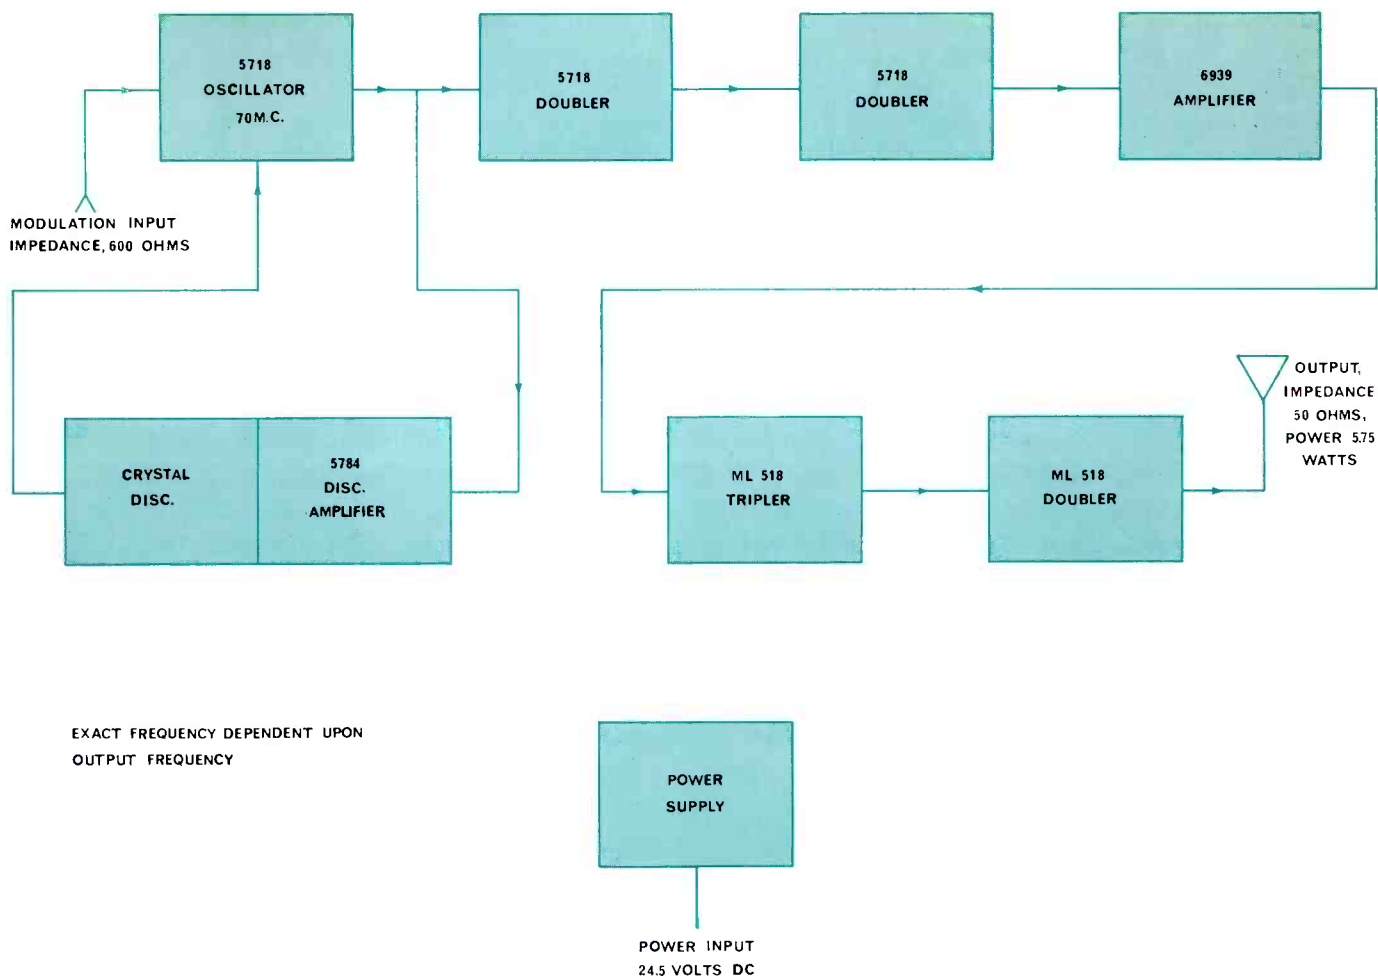 5718
OSCILLATOR
70 M.C.
5718
DOUBLER
5718
DOUBLER
6939
AMPLIFIER
MODULATION INPUT
IMPEDANCE, 600 OHMS
CRYSTAL
DISC.
5784
DISC.
AMPLIFIER
ML 518
TRIPLER
ML 518
DOUBLER
OUTPUT,
IMPEDANCE
50 OHMS,
POWER 5.75
WATTS
EXACT FREQUENCY DEPENDENT UPON
OUTPUT FREQUENCY
POWER
SUPPLY
POWER INPUT
24.5 VOLTS DC